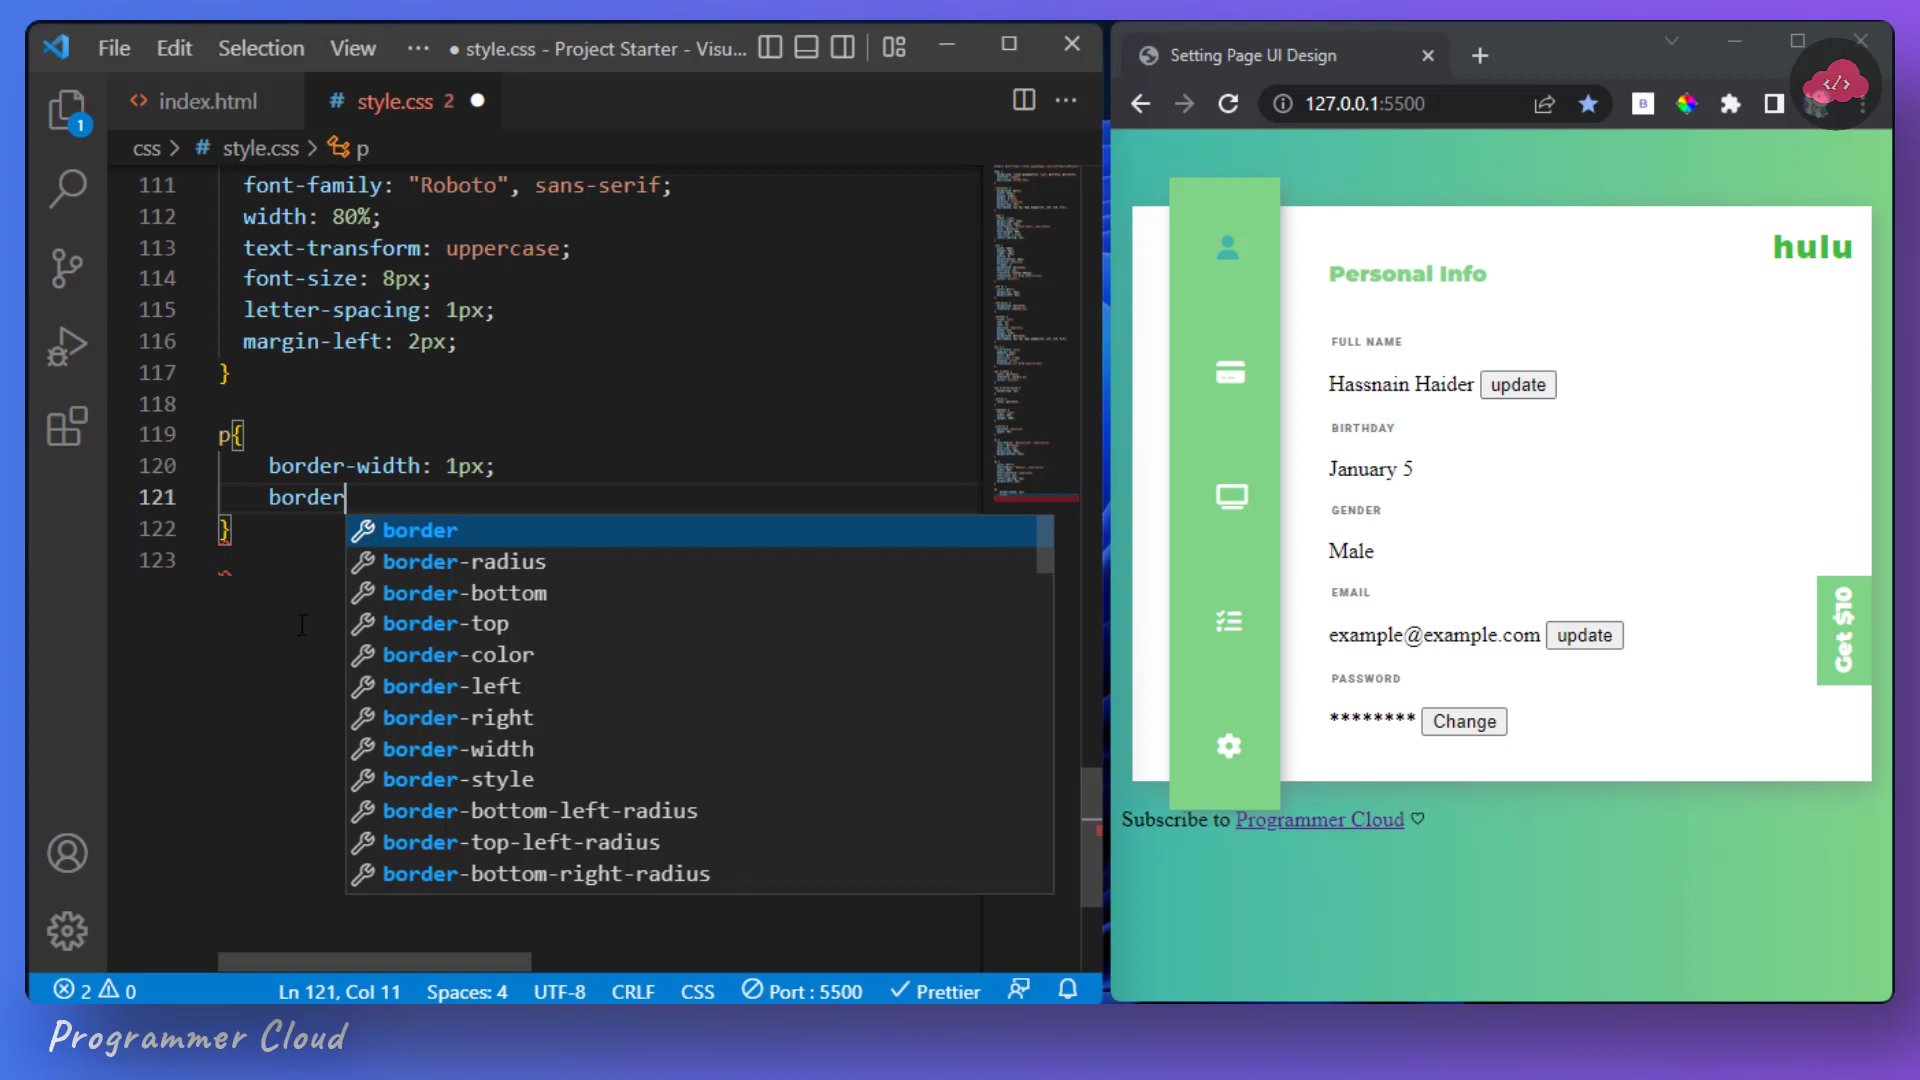 File Edit Selection View ··· ● style.css - Project Starter - Visu...
index.html # style.css 2
css > # style.css > p
111 font-family: "Roboto", sans-serif;
112 width: 80%;
113 text-transform: uppercase;
114 font-size: 8px;
115 letter-spacing: 1px;
116 margin-left: 2px;
117 }
118
119 p{
120 border-width: 1px;
121 border
122 }
123
border
border-radius
border-bottom
border-top
border-color
border-left
border-right
border-width
border-style
border-bottom-left-radius
border-top-left-radius
border-bottom-right-radius
1
2 0 Ln 121, Col 11 Spaces: 4 UTF-8 CRLF CSS Port : 5500 Prettier
Setting Page UI Design
127.0.0.1:5500
B
</>
hulu
Personal Info
FULL NAME
Hassnain Haider update
BIRTHDAY
January 5
GENDER
Male
EMAIL
example@example.com update
PASSWORD
******** Change
Get $10
Subscribe to Programmer Cloud ♡
Programmer Cloud